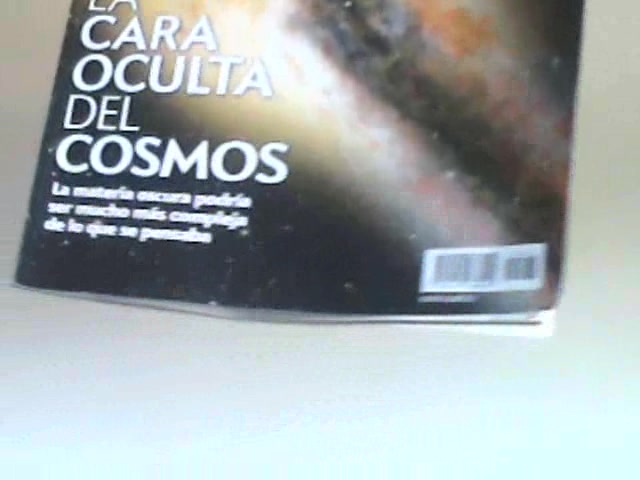 LA
CARA
OCULTA
DEL
COSMOS
La materia oscura podría
ser mucho más compleja
de lo que se pensaba